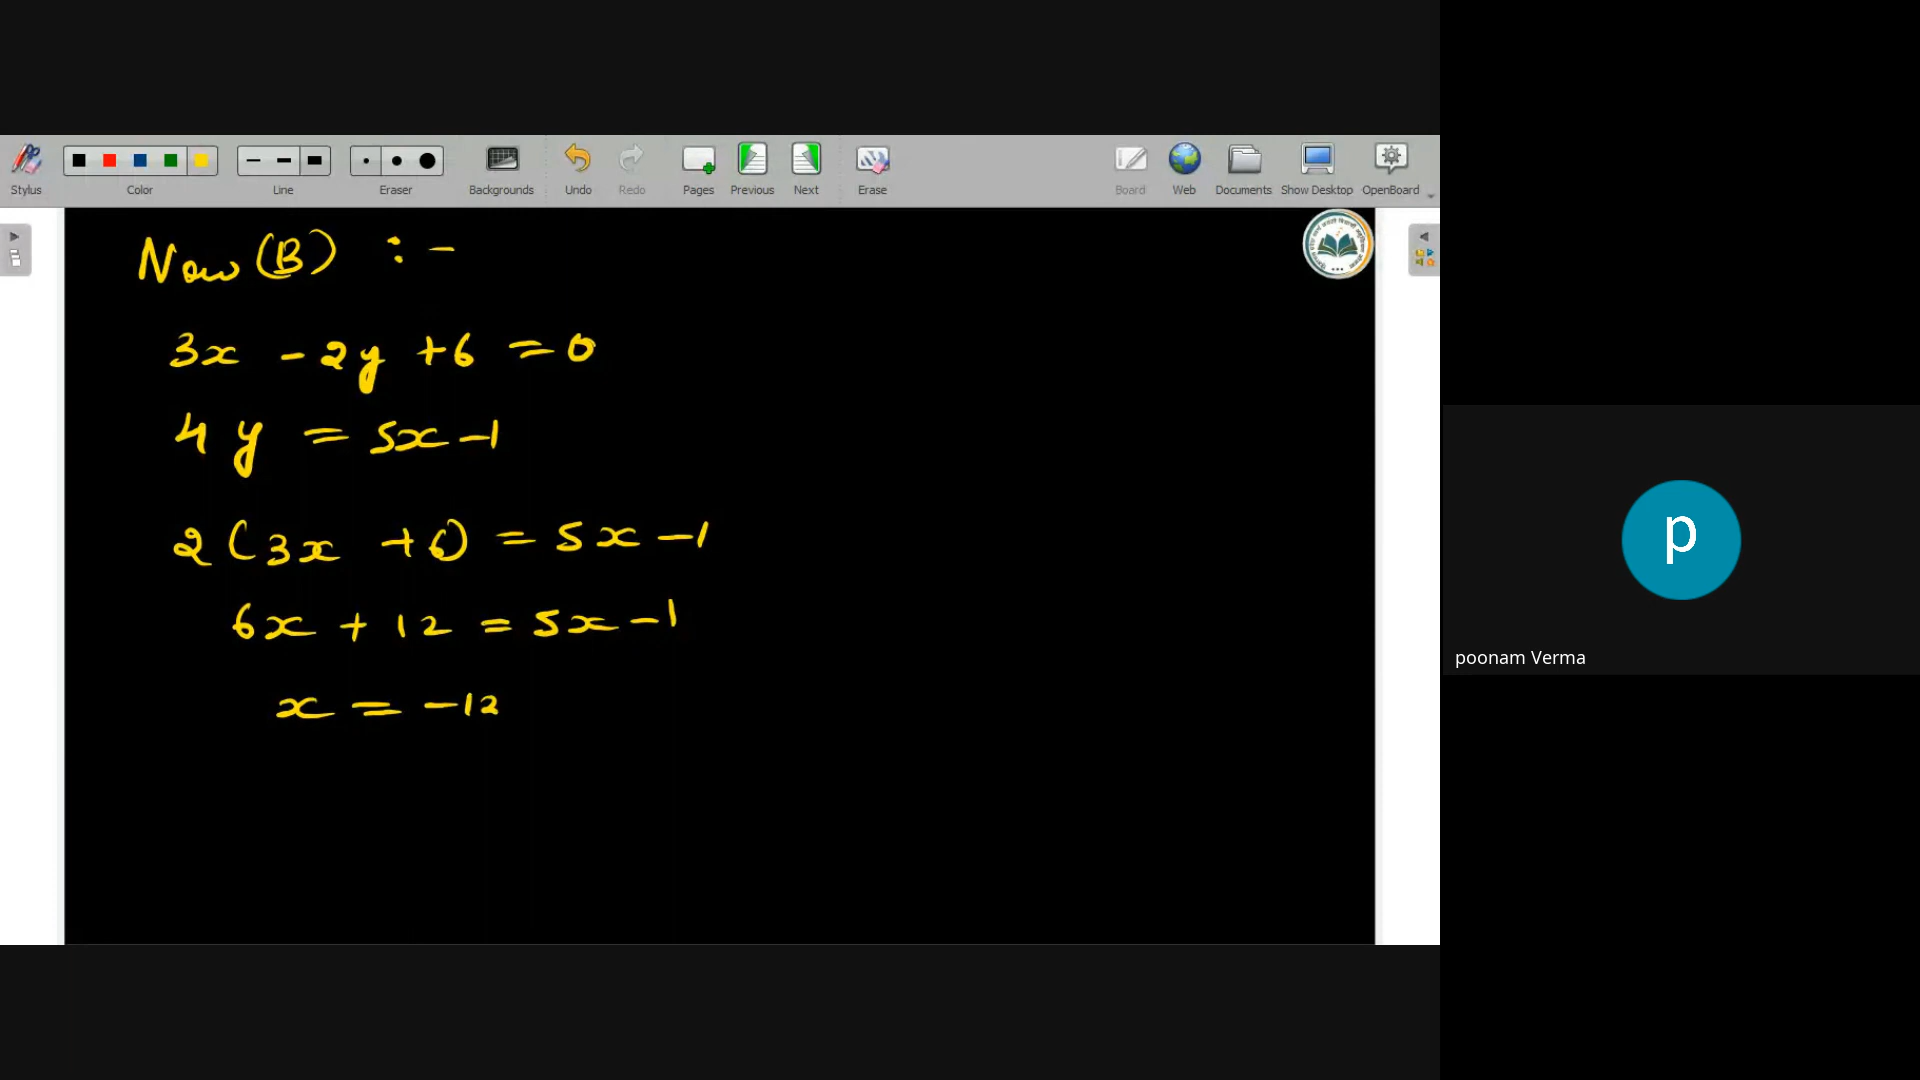 Stylus Color Line Eraser Backgrounds Undo Redo Pages Previous Next Erase Board Web Documents Show Desktop OpenBoard
Now (B) :-
3x - 2y + 6 = 0
4y = 5x - 1
2(3x + 6) = 5x - 1
6x + 12 = 5x - 1
x = -12
p
poonam Verma